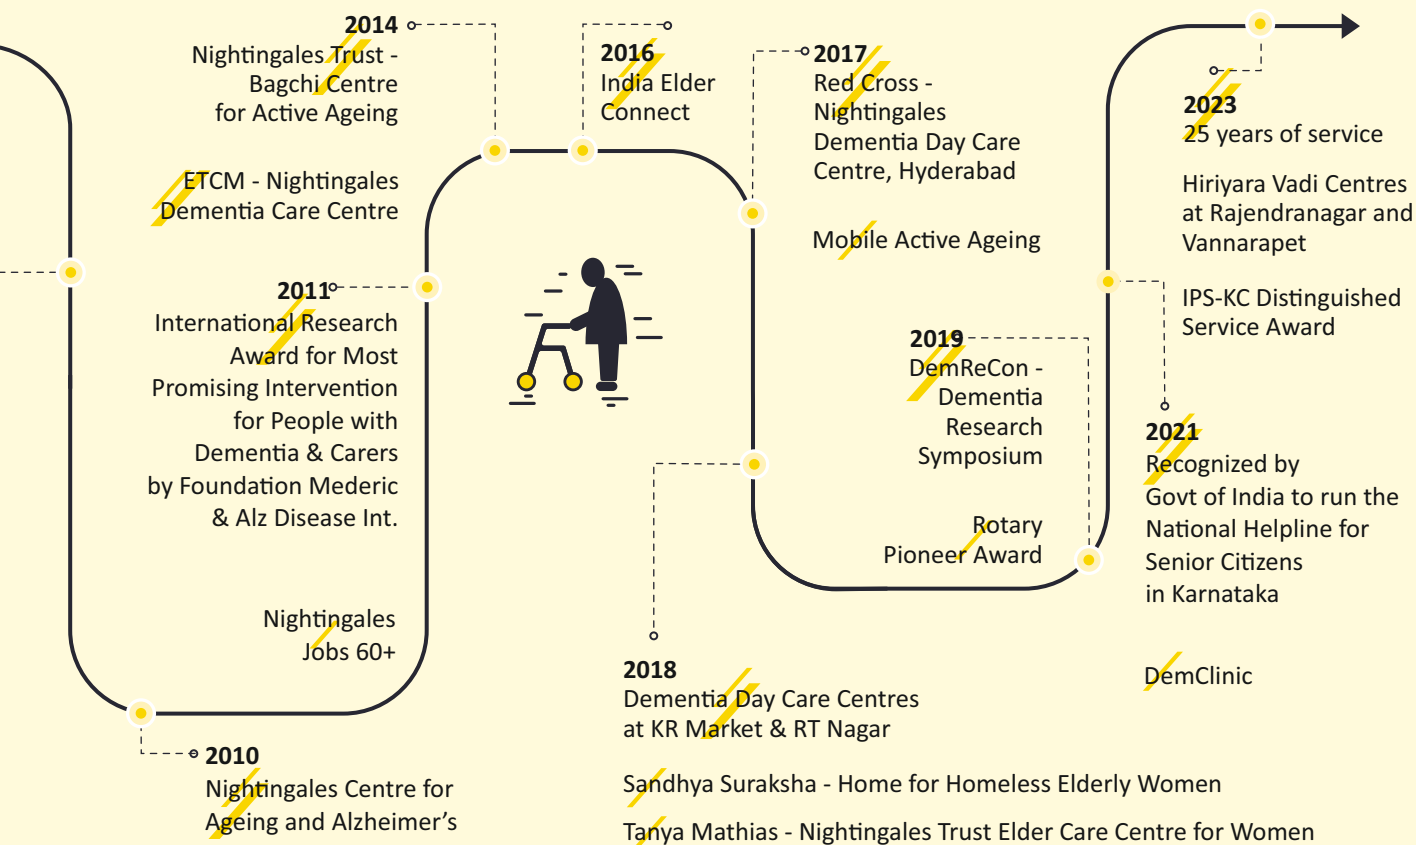 2014
Nightingales Trust -
Bagchi Centre
for Active Ageing
ETCM - Nightingales
Dementia Care Centre
2011
International Research
Award for Most
Promising Intervention
for People with
Dementia & Carers
by Foundation Mederic
& Alz Disease Int.
Nightingales
Jobs 60+
2010
Nightingales Centre for
Ageing and Alzheimer's
2016
India Elder
Connect
2017
Red Cross -
Nightingales
Dementia Day Care
Centre, Hyderabad
Mobile Active Ageing
2018
Dementia Day Care Centres
at KR Market & RT Nagar
Sandhya Suraksha - Home for Homeless Elderly Women
Tanya Mathias - Nightingales Trust Elder Care Centre for Women
2019
DemReCon -
Dementia
Research
Symposium
Rotary
Pioneer Award
2023
25 years of service
Hiriyara Vadi Centres
at Rajendranagar and
Vannarapet
IPS-KC Distinguished
Service Award
2021
Recognized by
Govt of India to run the
National Helpline for
Senior Citizens
in Karnataka
DemClinic